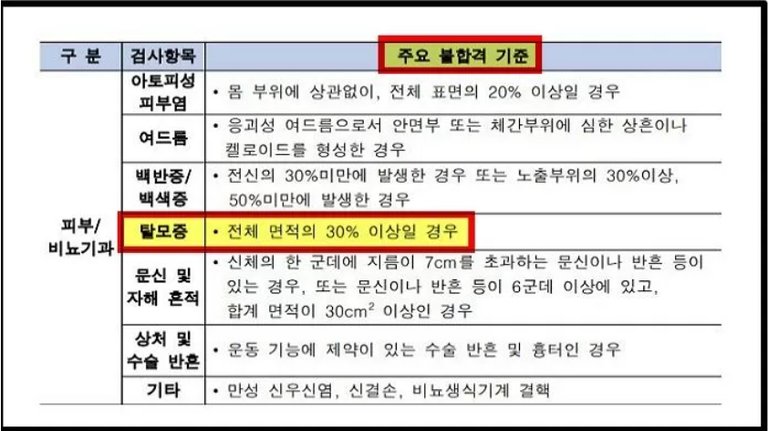 구 분 검사항목 주요 불합격 기준
아토피성
피부염
• 몸 부위에 상관없이, 전체 표면의 20% 이상일 경우
여드름
• 응괴성 여드름으로서 안면부 또는 체간부위에 심한 상흔이나
켈로이드를 형성한 경우
백반증/
백색증
• 전신의 30%미만에 발생한 경우 또는 노출부위의 30%이상,
50%미만에 발생한 경우
피부/
비뇨기과
탈모증 • 전체 면적의 30% 이상일 경우
문신 및
자해 흔적
• 신체의 한 군데에 지름이 7cm를 초과하는 문신이나 반흔 등이
있는 경우, 또는 문신이나 반흔 등이 6군데 이상에 있고,
합계 면적이 30cm² 이상인 경우
상처 및
수술 반흔
• 운동 기능에 제약이 있는 수술 반흔 및 흉터인 경우
기타 • 만성 신우신염, 신결손, 비뇨생식기계 결핵